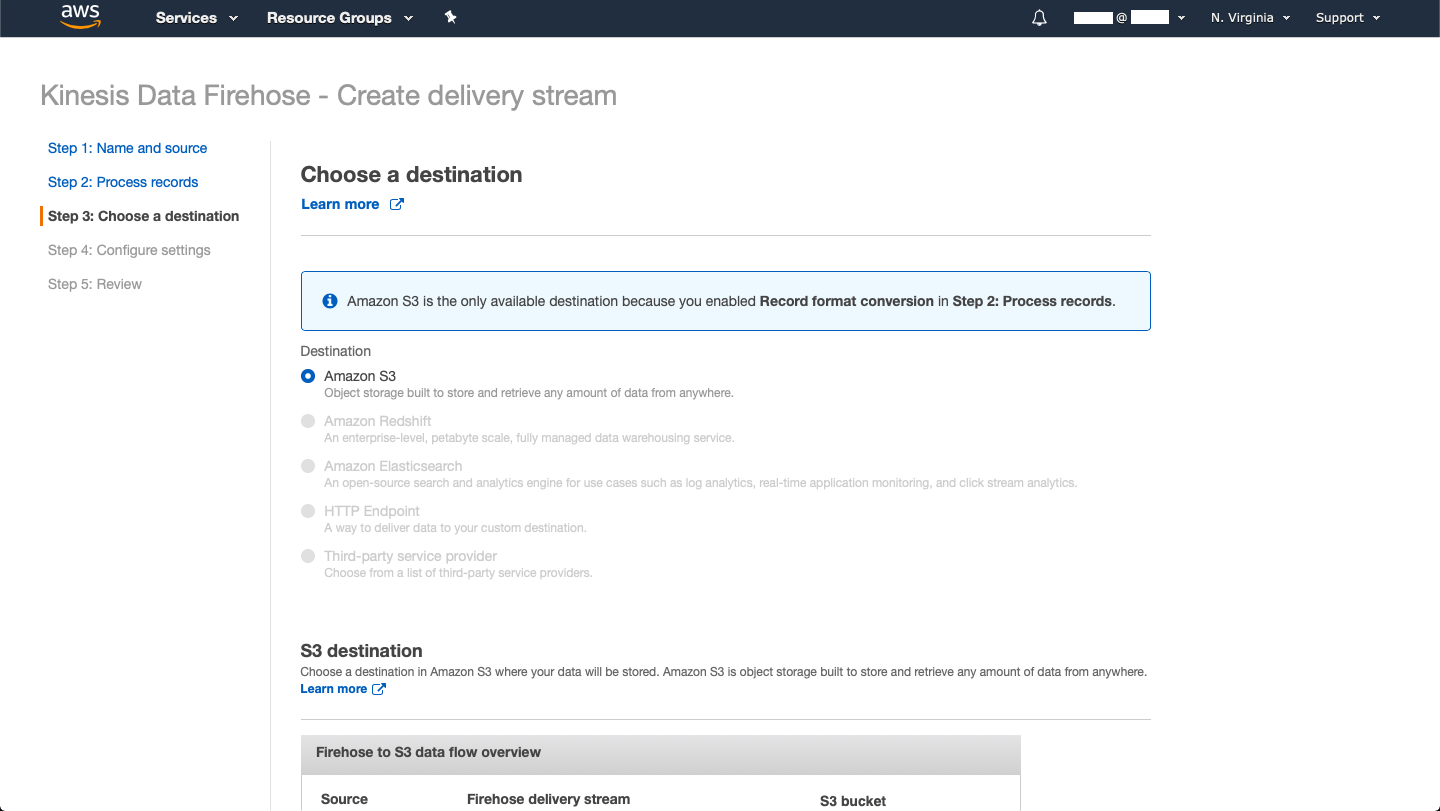 aws Services Resource Groups @ N. Virginia Support
Kinesis Data Firehose - Create delivery stream
Step 1: Name and source
Step 2: Process records
Step 3: Choose a destination
Step 4: Configure settings
Step 5: Review
Choose a destination
Learn more
Amazon S3 is the only available destination because you enabled Record format conversion in Step 2: Process records.
Destination
Amazon S3
Object storage built to store and retrieve any amount of data from anywhere.
Amazon Redshift
An enterprise-level, petabyte scale, fully managed data warehousing service.
Amazon Elasticsearch
An open-source search and analytics engine for use cases such as log analytics, real-time application monitoring, and click stream analytics.
HTTP Endpoint
A way to deliver data to your custom destination.
Third-party service provider
Choose from a list of third-party service providers.
S3 destination
Choose a destination in Amazon S3 where your data will be stored. Amazon S3 is object storage built to store and retrieve any amount of data from anywhere.
Learn more
Firehose to S3 data flow overview
Source Firehose delivery stream S3 bucket